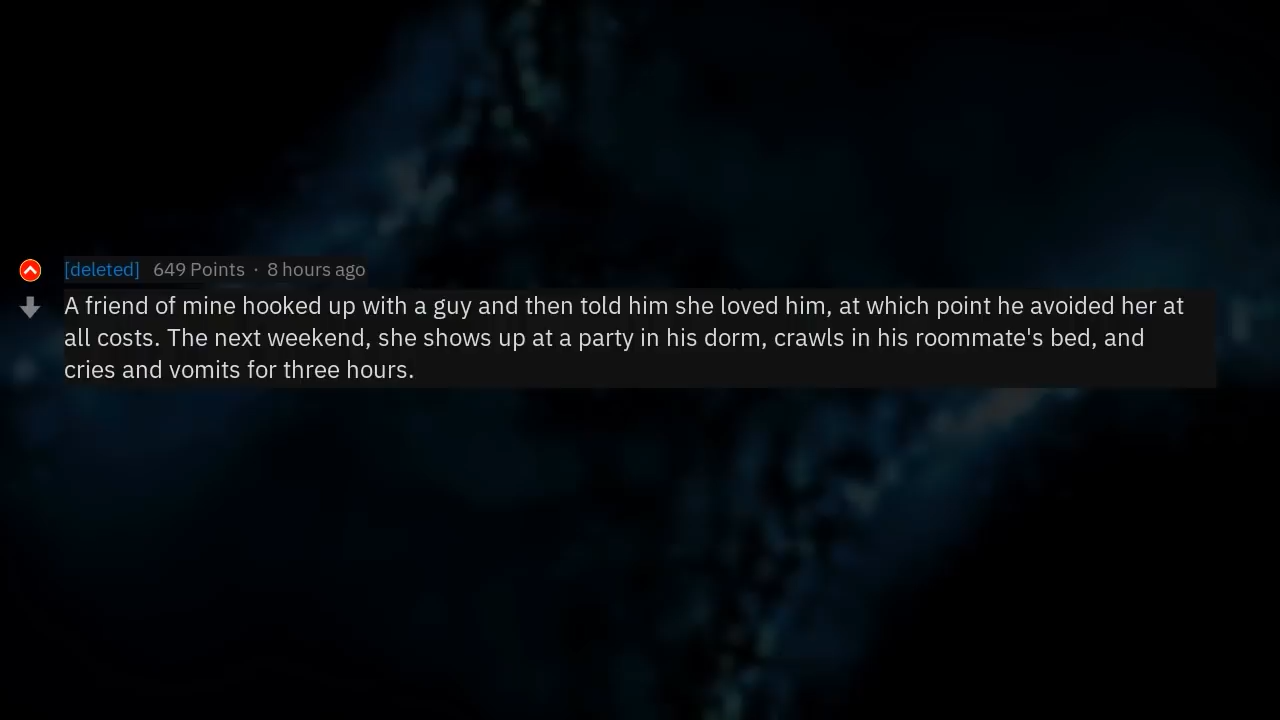 [deleted] 649 Points · 8 hours ago
A friend of mine hooked up with a guy and then told him she loved him, at which point he avoided her at
all costs. The next weekend, she shows up at a party in his dorm, crawls in his roommate's bed, and
cries and vomits for three hours.